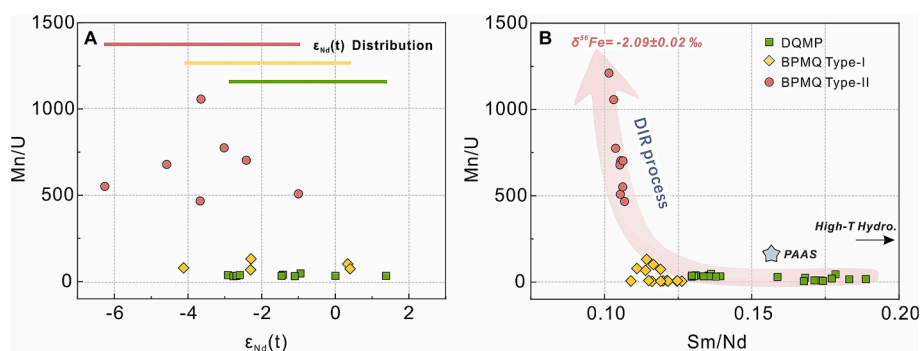 A
ε_Nd(t) Distribution
1500
1000
500
0
Mn/U
-6
-4
-2
0
2
ε_Nd(t)
B
δ⁵⁶Fe= -2.09±0.02 ‰
DQMP
BPMQ Type-I
BPMQ Type-II
DIR process
High-T Hydro.
PAAS
1500
1000
500
0
Mn/U
0.10
0.15
0.20
Sm/Nd